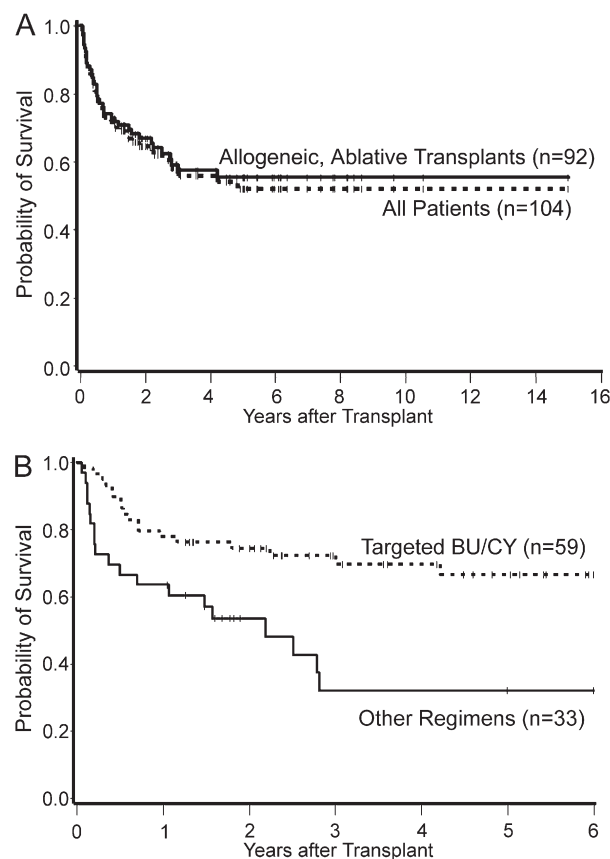 A
1.0
0.8
0.6
0.4
0.2
0.0
Probability of Survival
Allogeneic, Ablative Transplants (n=92)
All Patients (n=104)
0 2 4 6 8 10 12 14 16
Years after Transplant
B
1.0
0.8
0.6
0.4
0.2
0.0
Probability of Survival
Targeted BU/CY (n=59)
Other Regimens (n=33)
0 1 2 3 4 5 6
Years after Transplant